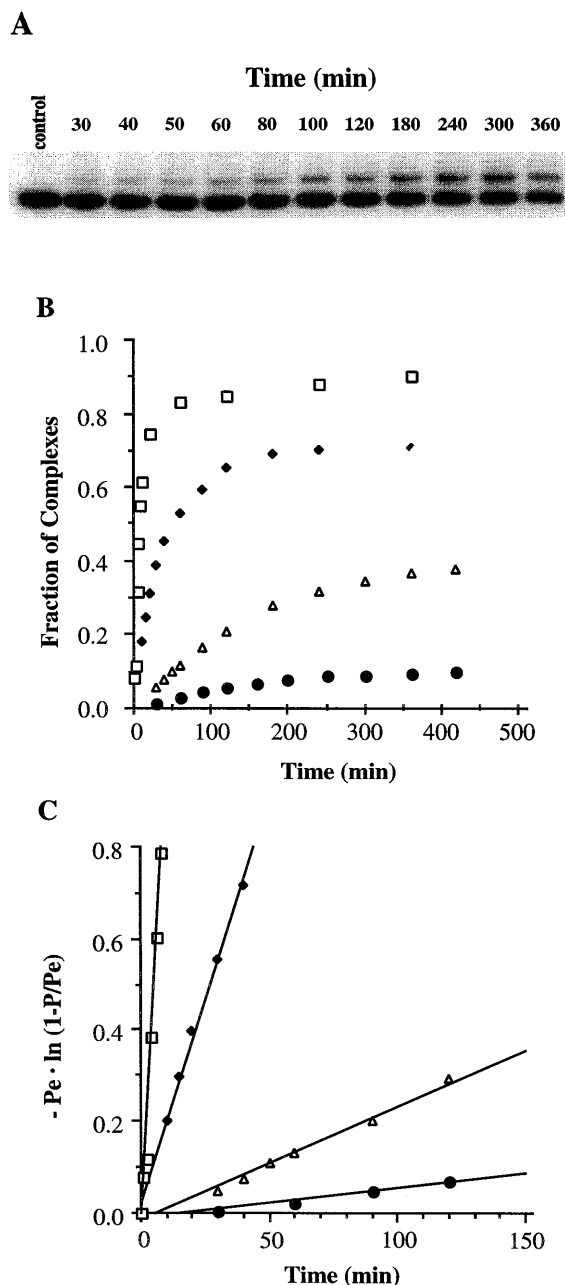 A
Time (min)
control 30 40 50 60 80 100 120 180 240 300 360
B
1.0
0.8
0.6
0.4
0.2
0.0
Fraction of Complexes
0 100 200 300 400 500
Time (min)
C
0.8
0.6
0.4
0.2
0.0
- Pe · ln (1-P/Pe)
0 50 100 150
Time (min)